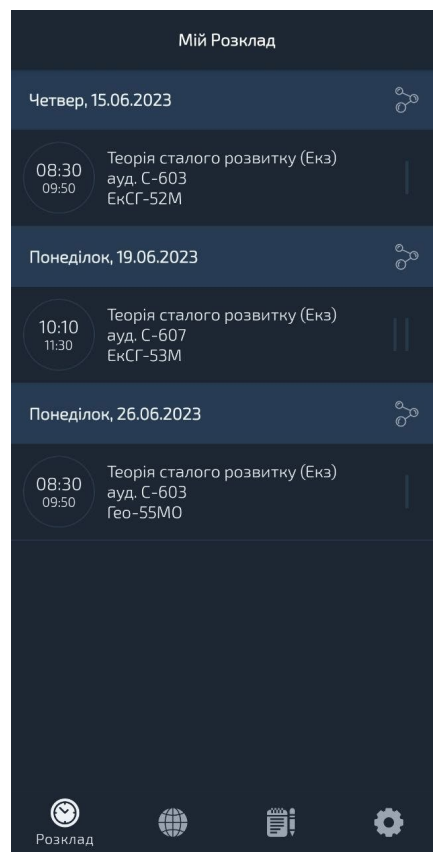 Мій Розклад
Четвер, 15.06.2023
08:30
09:50
Теорія сталого розвитку (Екз)
ауд. С-603
ЕкСГ-52М
Понеділок, 19.06.2023
10:10
11:30
Теорія сталого розвитку (Екз)
ауд. С-607
ЕкСГ-53М
Понеділок, 26.06.2023
08:30
09:50
Теорія сталого розвитку (Екз)
ауд. С-603
Гео-55МО
Розклад